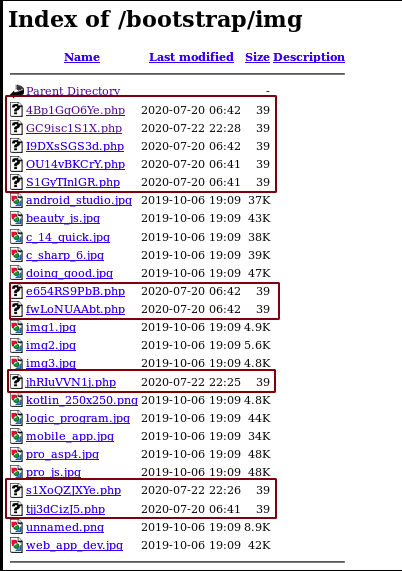 Index of /bootstrap/img
Name Last modified Size Description
Parent Directory -
4Bp1GqO6Ye.php 2020-07-20 06:42 39
GC9isc1S1X.php 2020-07-22 22:28 39
I9DXsSGS3d.php 2020-07-20 06:42 39
OU14vBKCrY.php 2020-07-20 06:41 39
S1GyTInlGR.php 2020-07-20 06:41 39
android_studio.jpg 2019-10-06 19:09 37K
beauty_js.jpg 2019-10-06 19:09 43K
c_14_quick.jpg 2019-10-06 19:09 38K
c_sharp_6.jpg 2019-10-06 19:09 39K
doing_good.jpg 2019-10-06 19:09 47K
e654RS9PbB.php 2020-07-20 06:42 39
fwLoNUAAbt.php 2020-07-20 06:42 39
img1.jpg 2019-10-06 19:09 4.9K
img2.jpg 2019-10-06 19:09 5.6K
img3.jpg 2019-10-06 19:09 4.8K
jhRIuVVN1j.php 2020-07-22 22:25 39
kotlin_250x250.png 2019-10-06 19:09 4.8K
logic_program.jpg 2019-10-06 19:09 44K
mobile_app.jpg 2019-10-06 19:09 34K
pro_asp4.jpg 2019-10-06 19:09 48K
pro_js.jpg 2019-10-06 19:09 48K
s1XoQZJXYe.php 2020-07-22 22:26 39
tjj3dCizJ5.php 2020-07-20 06:41 39
unnamed.png 2019-10-06 19:09 8.9K
web_app_dev.jpg 2019-10-06 19:09 42K